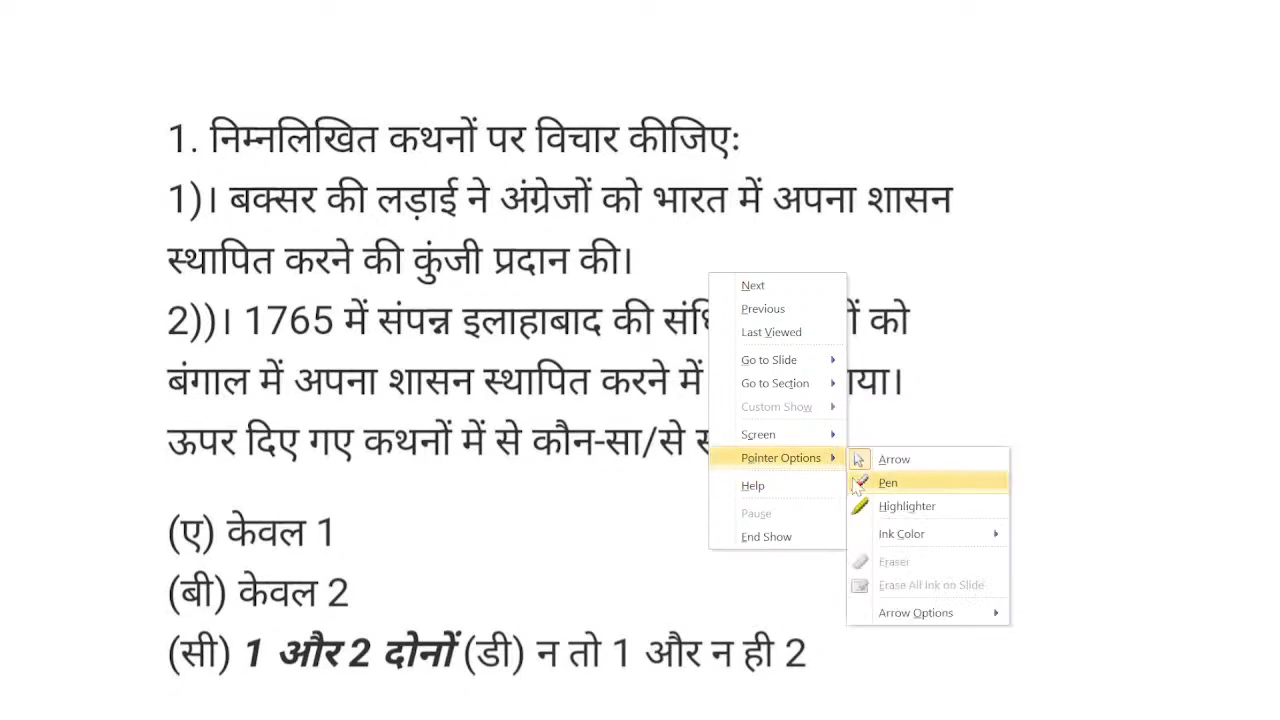 1. निम्नलिखित कथनों पर विचार कीजिएः
1)। बक्सर की लड़ाई ने अंग्रेजों को भारत में अपना शासन
स्थापित करने की कुंजी प्रदान की।
2))। 1765 में संपन्न इलाहाबाद की को
बंगाल में अपना शासन स्थापित करने में
ऊपर दिए गए कथनों में से कौन-सा/से
(ए) केवल 1
(बी) केवल 2
(सी) 1 और 2 दोनों (डी) न तो 1 और न ही 2
Next
Previous
Last Viewed
Go to Slide
Go to Section
Custom Show
Screen
Pointer Options
Help
Pause
End Show
Arrow
Pen
Highlighter
Ink Color
Eraser
Erase All Ink on Slide
Arrow Options